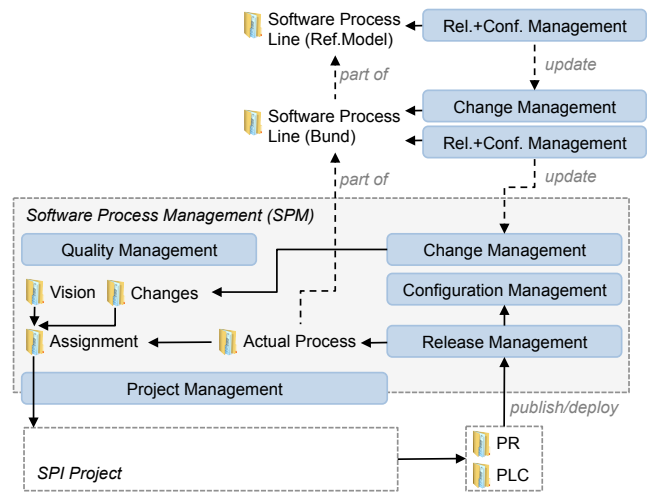 Software Process
Line (Ref.Model)
Rel.+Conf. Management
part of
update
Software Process
Line (Bund)
Change Management
Rel.+Conf. Management
part of
update
Software Process Management (SPM)
Quality Management
Change Management
Vision
Changes
Configuration Management
Assignment
Actual Process
Release Management
Project Management
publish/deploy
SPI Project
PR
PLC